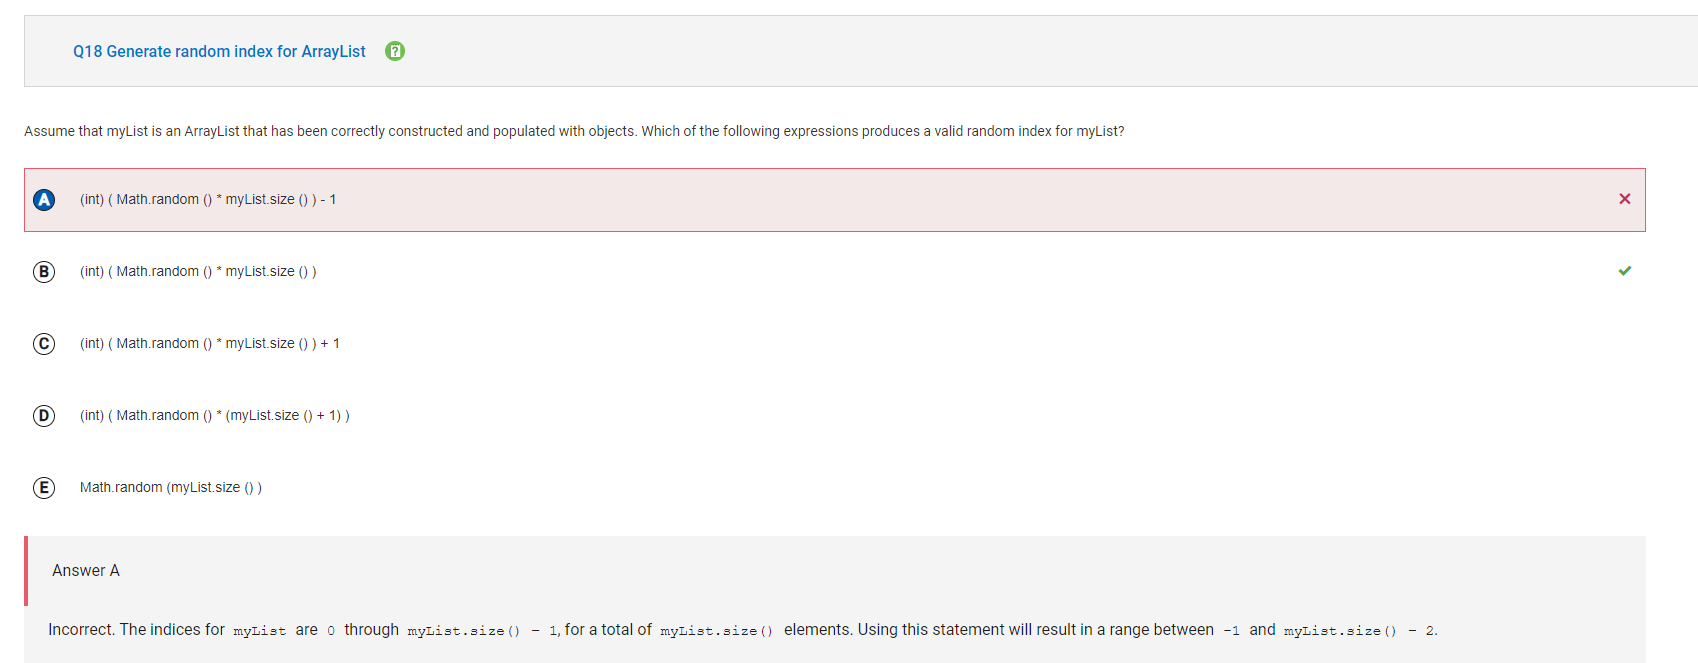 Q18 Generate random index for ArrayList
Assume that myList is an ArrayList that has been correctly constructed and populated with objects. Which of the following expressions produces a valid random index for myList?
A (int) ( Math.random () * myList.size () ) - 1
B (int) ( Math.random () * myList.size () )
C (int) ( Math.random () * myList.size () ) + 1
D (int) ( Math.random () * (myList.size () + 1) )
E Math.random (myList.size () )
Answer A
Incorrect. The indices for myList are 0 through myList.size() - 1, for a total of myList.size() elements. Using this statement will result in a range between -1 and myList.size() - 2.